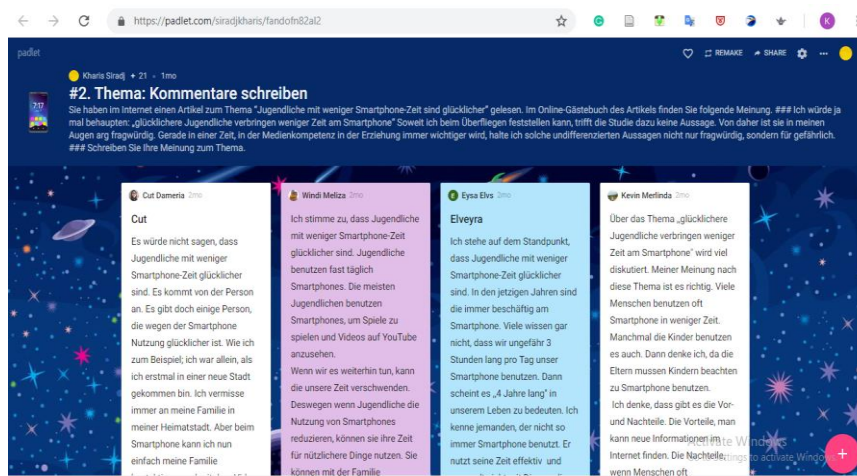 https://padlet.com/siradjkharis/fandofn82al2
K
padlet
REMAKE
SHARE
Kharis Siradj + 21 • 1mo
#2. Thema: Kommentare schreiben
Sie haben im Internet einen Artikel zum Thema "Jugendliche mit weniger Smartphone-Zeit sind glücklicher" gelesen. Im Online-Gästebuch des Artikels finden Sie folgende Meinung. ### Ich würde ja
mal behaupten: „glücklichere Jugendliche verbringen weniger Zeit am Smartphone" Soweit ich beim Überfliegen feststellen kann, trifft die Studie dazu keine Aussage. Von daher ist sie in meinen
Augen arg fragwürdig. Gerade in einer Zeit, in der Medienkompetenz in der Erziehung immer wichtiger wird, halte ich solche undifferenzierten Aussagen nicht nur fragwürdig, sondern für gefährlich.
### Schreiben Sie Ihre Meinung zum Thema.
7:17
Cut Dameria 2mo
Cut
Es würde nicht sagen, dass
Jugendliche mit weniger
Smartphone-Zeit glücklicher
sind. Es kommt von der Person
an. Es gibt doch einige Person,
die wegen der Smartphone
Nutzung glücklicher ist. Wie ich
zum Beispiel; ich war allein, als
ich erstmal in einer neue Stadt
gekommen bin. Ich vermisse
immer an meine Familie in
meiner Heimatstadt. Aber beim
Smartphone kann ich nun
einfach meine Familie
Windi Meliza 2mo
Ich stimme zu, dass Jugendliche
mit weniger Smartphone-Zeit
glücklicher sind. Jugendliche
benutzen fast täglich
Smartphones. Die meisten
Jugendlichen benutzen
Smartphones, um Spiele zu
spielen und Videos auf YouTube
anzusehen.
Wenn wir es weiterhin tun, kann
die unsere Zeit verschwenden.
Deswegen wenn Jugendliche die
Nutzung von Smartphones
reduzieren, können sie ihre Zeit
für nützlichere Dinge nutzen. Sie
können mit der Familie
Eysa Elvs 2mo
Elveyra
Ich stehe auf dem Standpunkt,
dass Jugendliche mit weniger
Smartphone-Zeit glücklicher
sind. In den jetzigen Jahren sind
die immer beschäftig am
Smartphone. Viele wissen gar
nicht, dass wir ungefähr 3
Stunden lang pro Tag unser
Smartphone benutzen. Dann
scheint es „4 Jahre lang" in
unserem Leben zu bedeuten. Ich
kenne jemanden, der nicht so
immer Smartphone benutzt. Er
nutzt seine Zeit effektiv und
Kevin Merlinda 2mo
Über das Thema „glücklichere
Jugendliche verbringen weniger
Zeit am Smartphone" wird viel
diskutiert. Meiner Meinung nach
diese Thema ist es richtig. Viele
Menschen benutzen oft
Smartphone in weniger Zeit.
Manchmal die Kinder benutzen
es auch. Dann denke ich, da die
Eltern mussen Kindern beachten
zu Smartphone benutzen.
Ich denke, dass gibt es die Vor-
und Nachteile. Die Vorteile, man
kann neue Informationen im
Internet finden. Die Nachteile,
wenn Menschen oft
Activate Windows
Settings to activate Windows.